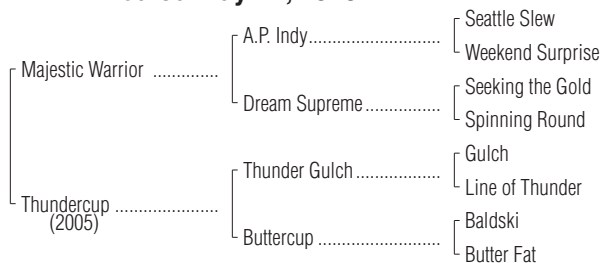 Seattle Slew
A.P. Indy
Weekend Surprise
Majestic Warrior
Seeking the Gold
Dream Supreme
Spinning Round
Gulch
Thunder Gulch
Line of Thunder
Thundercup
(2005)
Baldski
Buttercup
Butter Fat